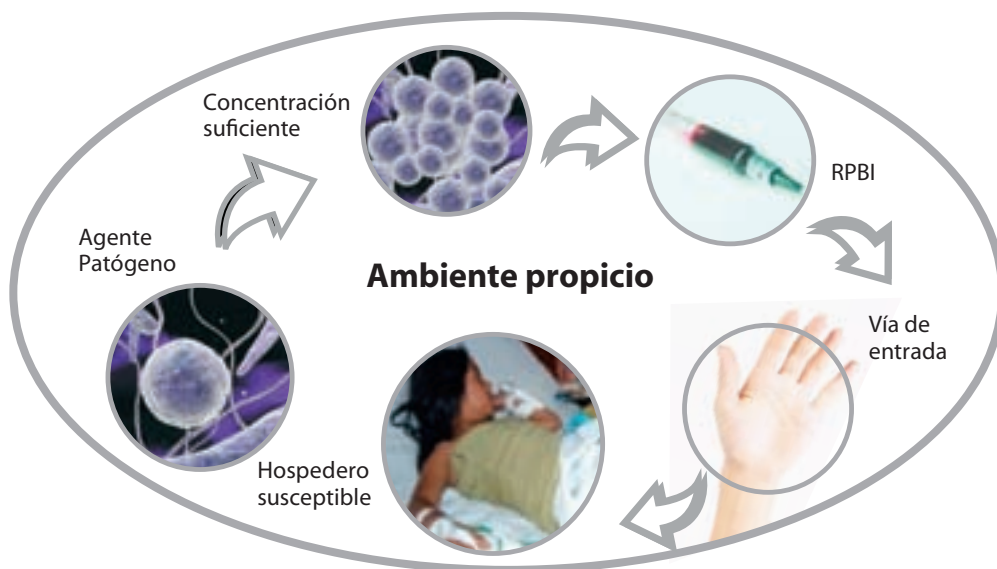 Concentración
suficiente
RPBI
Agente
Patógeno
Ambiente propicio
Vía de
entrada
Hospedero
susceptible